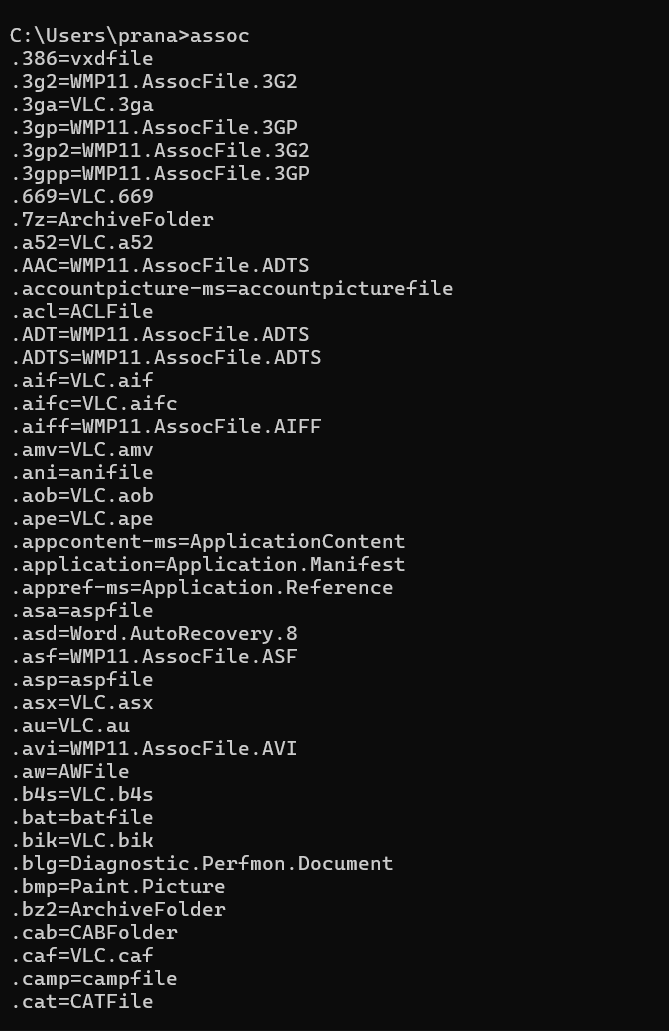 C:\Users\prana>assoc
.386=vxdfile
.3g2=WMP11.AssocFile.3G2
.3ga=VLC.3ga
.3gp=WMP11.AssocFile.3GP
.3gp2=WMP11.AssocFile.3G2
.3gpp=WMP11.AssocFile.3GP
.669=VLC.669
.7z=ArchiveFolder
.a52=VLC.a52
.AAC=WMP11.AssocFile.ADTS
.accountpicture-ms=accountpicturefile
.acl=ACLFile
.ADT=WMP11.AssocFile.ADTS
.ADTS=WMP11.AssocFile.ADTS
.aif=VLC.aif
.aifc=VLC.aifc
.aiff=WMP11.AssocFile.AIFF
.amv=VLC.amv
.ani=anifile
.aob=VLC.aob
.ape=VLC.ape
.appcontent-ms=ApplicationContent
.application=Application.Manifest
.appref-ms=Application.Reference
.asa=aspfile
.asd=Word.AutoRecovery.8
.asf=WMP11.AssocFile.ASF
.asp=aspfile
.asx=VLC.asx
.au=VLC.au
.avi=WMP11.AssocFile.AVI
.aw=AWFile
.b4s=VLC.b4s
.bat=batfile
.bik=VLC.bik
.blg=Diagnostic.Perfmon.Document
.bmp=Paint.Picture
.bz2=ArchiveFolder
.cab=CABFolder
.caf=VLC.caf
.camp=campfile
.cat=CATFile